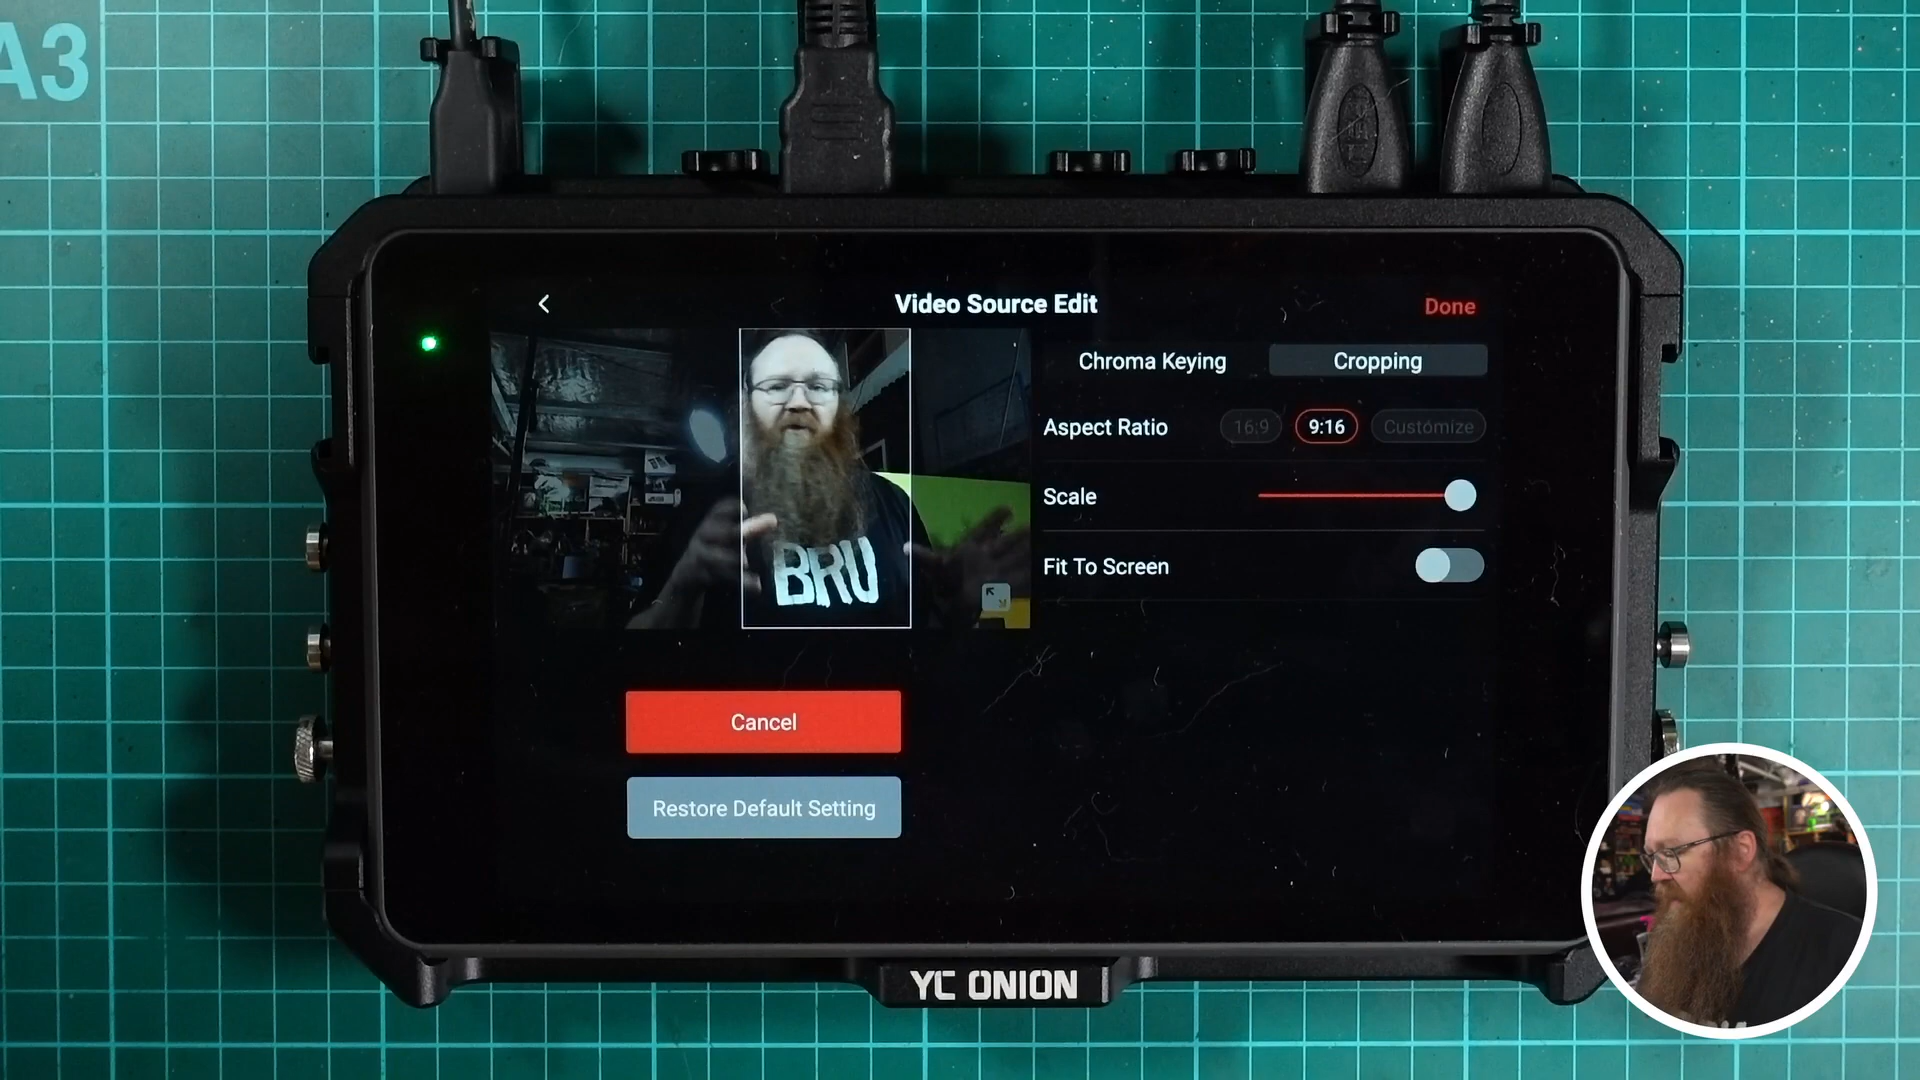 A3
Video Source Edit
Done
Chroma Keying
Cropping
Aspect Ratio
16:9
9:16
Customize
Scale
Fit To Screen
BRU
Cancel
Restore Default Setting
YC ONION